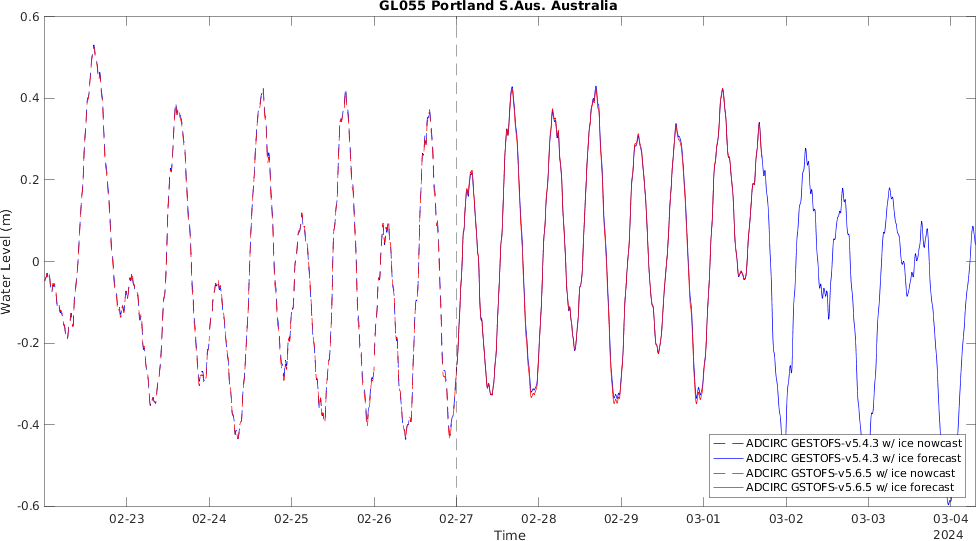 GL055 Portland S.Aus. Australia
0.6
0.4
0.2
0
-0.2
-0.4
-0.6
Water Level (m)
ADCIRC GESTOFS-v5.4.3 w/ ice nowcast
ADCIRC GESTOFS-v5.4.3 w/ ice forecast
ADCIRC GSTOFS-v5.6.5 w/ ice nowcast
ADCIRC GSTOFS-v5.6.5 w/ ice forecast
02-23 02-24 02-25 02-26 02-27 02-28 02-29 03-01 03-02 03-03 03-04
Time
2024